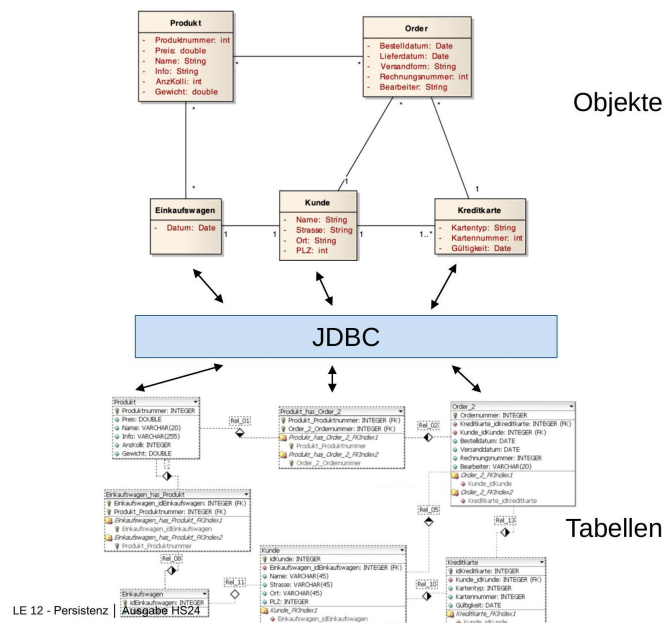 Produkt
- Produktnummer: int
- Preis: double
- Name: String
- Info: String
- AnzKolli: int
- Gewicht: double
Order
- Bestelldatum: Date
- Lieferdatum: Date
- Versandform: String
- Rechnungsnummer: int
- Bearbeiter: String
* *
* * *
Objekte
* 1 1
Einkaufswagen
- Datum: Date
Kunde
- Name: String
- Strasse: String
- Ort: String
- PLZ: int
Kreditkarte
- Kartentyp: String
- Kartennummer: int
- Gültigkeit: Date
1 1 1 1..*
JDBC
Produkt
Produktnummer: INTEGER
Preis: DOUBLE
Name: VARCHAR(20)
Info: VARCHAR(255)
AnzKolli: INTEGER
Gewicht: DOUBLE
Rel_01
Produkt_has_Order_2
Produkt_Produktnummer: INTEGER (FK)
Order_2_Ordernummer: INTEGER (FK)
Produkt_has_Order_2_FKIndex1
Produkt_Produktnummer
Produkt_has_Order_2_FKIndex2
Order_2_Ordernummer
Rel_02
Order_2
Ordernummer: INTEGER
Kreditkarte_idKreditkarte: INTEGER (FK)
Kunde_idKunde: INTEGER (FK)
Bestelldatum: DATE
Versanddatum: DATE
Rechnungsnummer: INTEGER
Bearbeiter: VARCHAR(20)
Order_2_FKIndex1
Kunde_idKunde
Order_2_FKIndex2
Kreditkarte_idKreditkarte
Einkaufswagen_has_Produkt
Einkaufswagen_idEinkaufswagen: INTEGER (FK)
Produkt_Produktnummer: INTEGER (FK)
Einkaufswagen_has_Produkt_FKIndex1
Einkaufswagen_idEinkaufswagen
Einkaufswagen_has_Produkt_FKIndex2
Produkt_Produktnummer
Rel_05
Rel_13
Tabellen
Kunde
idKunde: INTEGER
Einkaufswagen_idEinkaufswagen: INTEGER (FK)
Name: VARCHAR(45)
Strasse: VARCHAR(45)
Ort: VARCHAR(45)
PLZ: INTEGER
Kunde_FKIndex1
Einkaufswagen_idEinkaufswagen
Rel_11
Rel_10
Kreditkarte
idKreditkarte: INTEGER
Kunde_idKunde: INTEGER (FK)
Kartentyp: INTEGER
Kartennummer: INTEGER
Gültigkeit: DATE
Kreditkarte_FKIndex1
Einkaufswagen
idEinkaufswagen: INTEGER
LE 12 - Persistenz | Ausgabe HS24